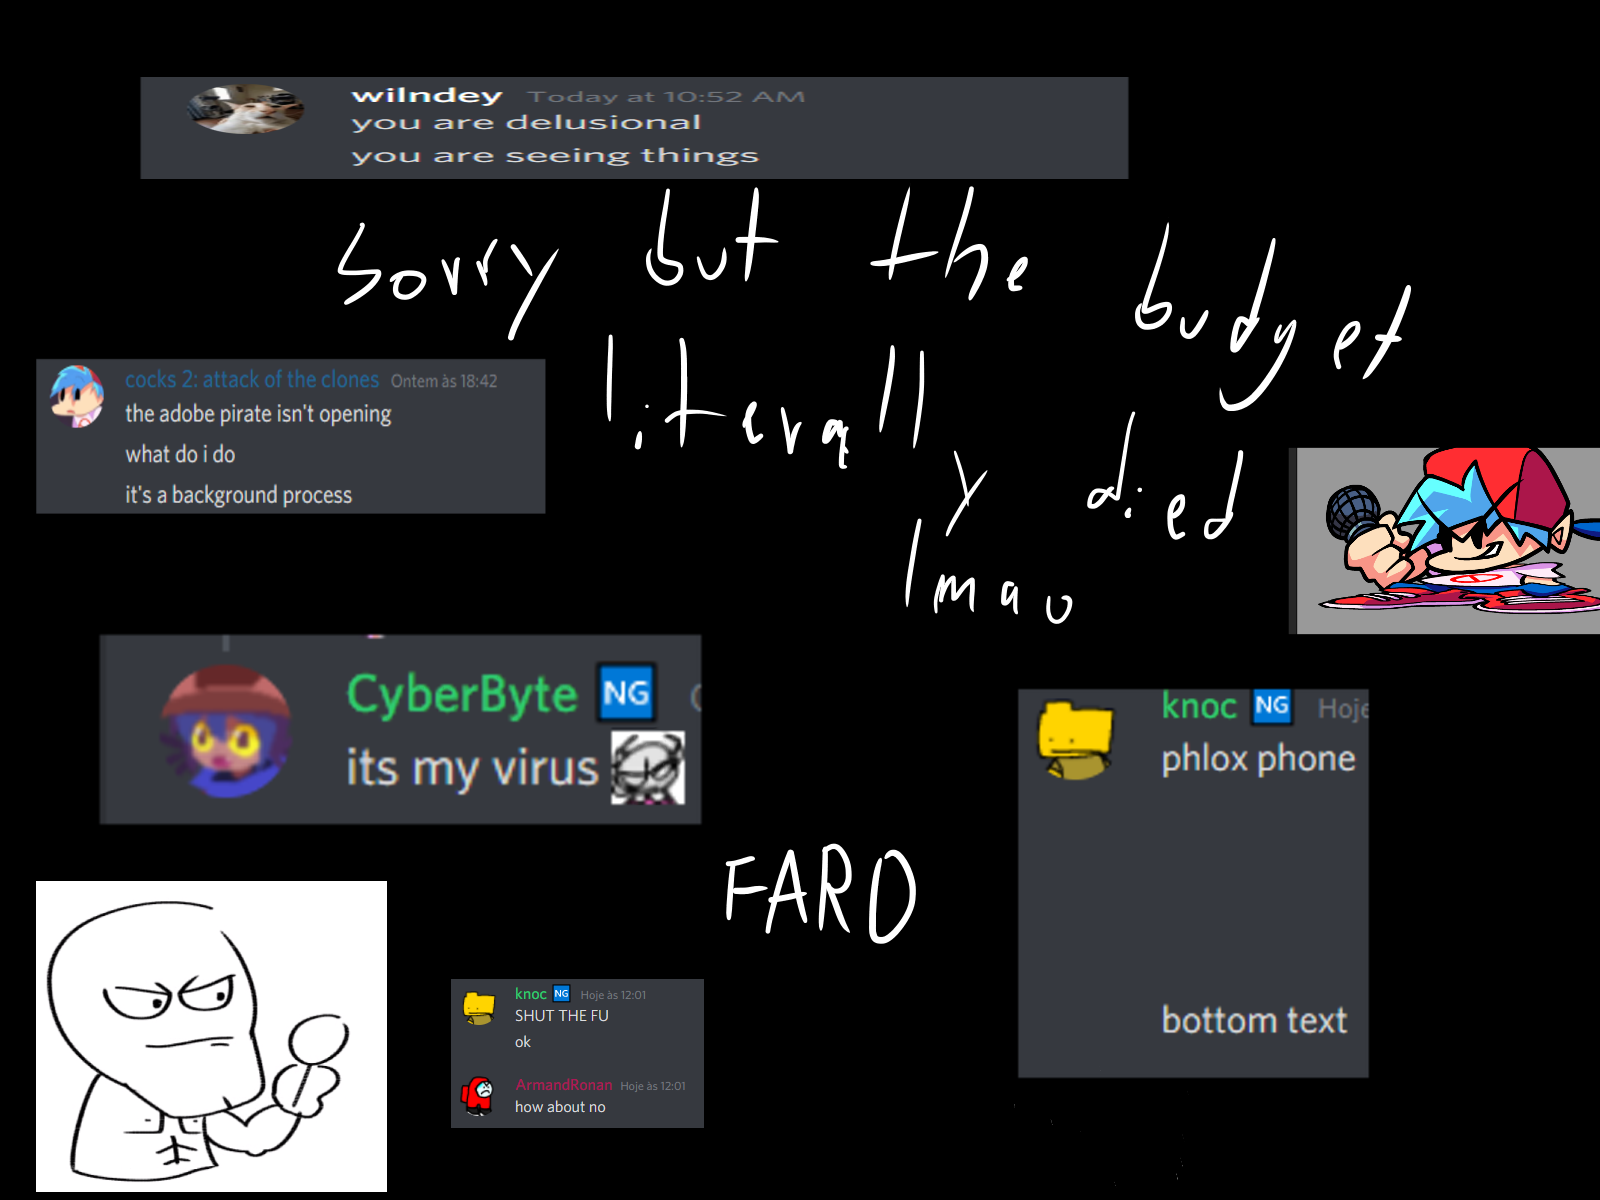 wilndey Today at 10:52 AM
you are delusional
you are seeing things
sorry but the budget
literally died
lmao
cocks 2: attack of the clones Ontem às 18:42
the adobe pirate isn't opening
what do i do
it's a background process
CyberByte NG
its my virus
knoc NG Hoje
phlox phone
bottom text
FARO
knoc NG Hoje às 12:01
SHUT THE FU
ok
ArmandRonan Hoje às 12:01
how about no